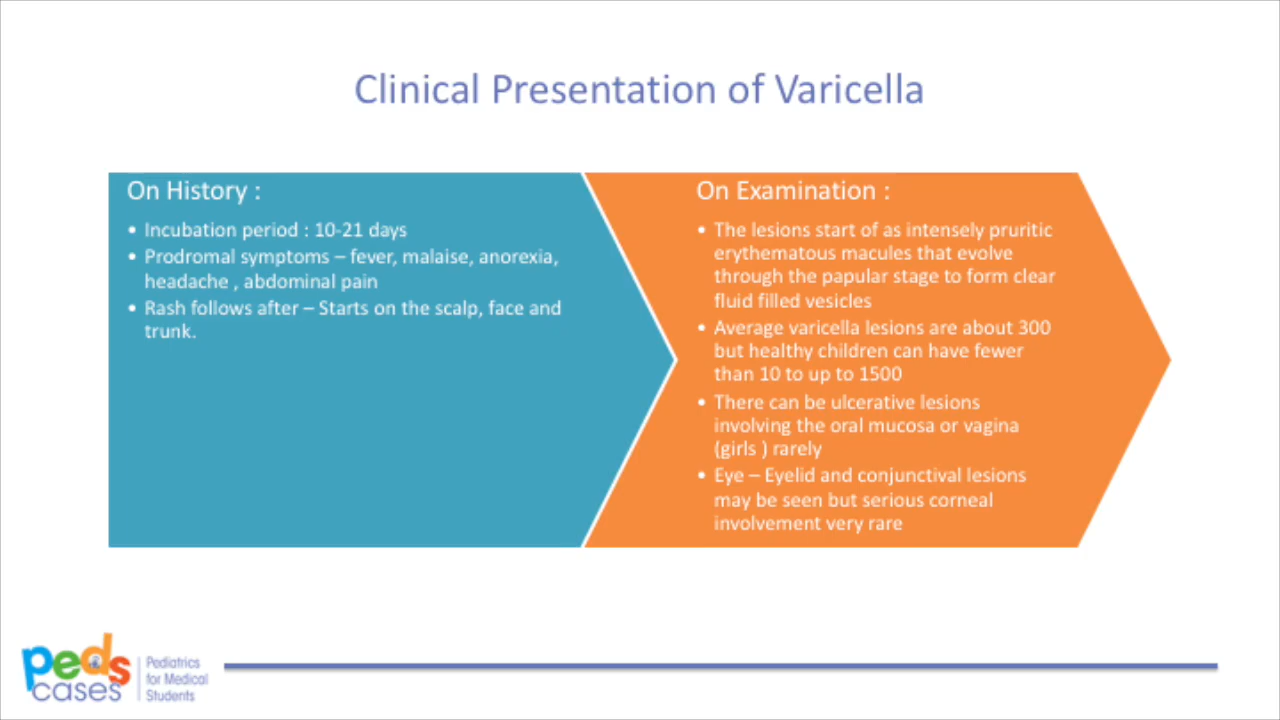 Clinical Presentation of Varicella
On History :
• Incubation period : 10-21 days
• Prodromal symptoms – fever, malaise, anorexia,
headache , abdominal pain
• Rash follows after – Starts on the scalp, face and
trunk.
On Examination :
• The lesions start of as intensely pruritic
erythematous macules that evolve
through the papular stage to form clear
fluid filled vesicles
• Average varicella lesions are about 300
but healthy children can have fewer
than 10 to up to 1500
• There can be ulcerative lesions
involving the oral mucosa or vagina
(girls ) rarely
• Eye – Eyelid and conjunctival lesions
may be seen but serious corneal
involvement very rare
peds
cases
Pediatrics
for Medical
Students